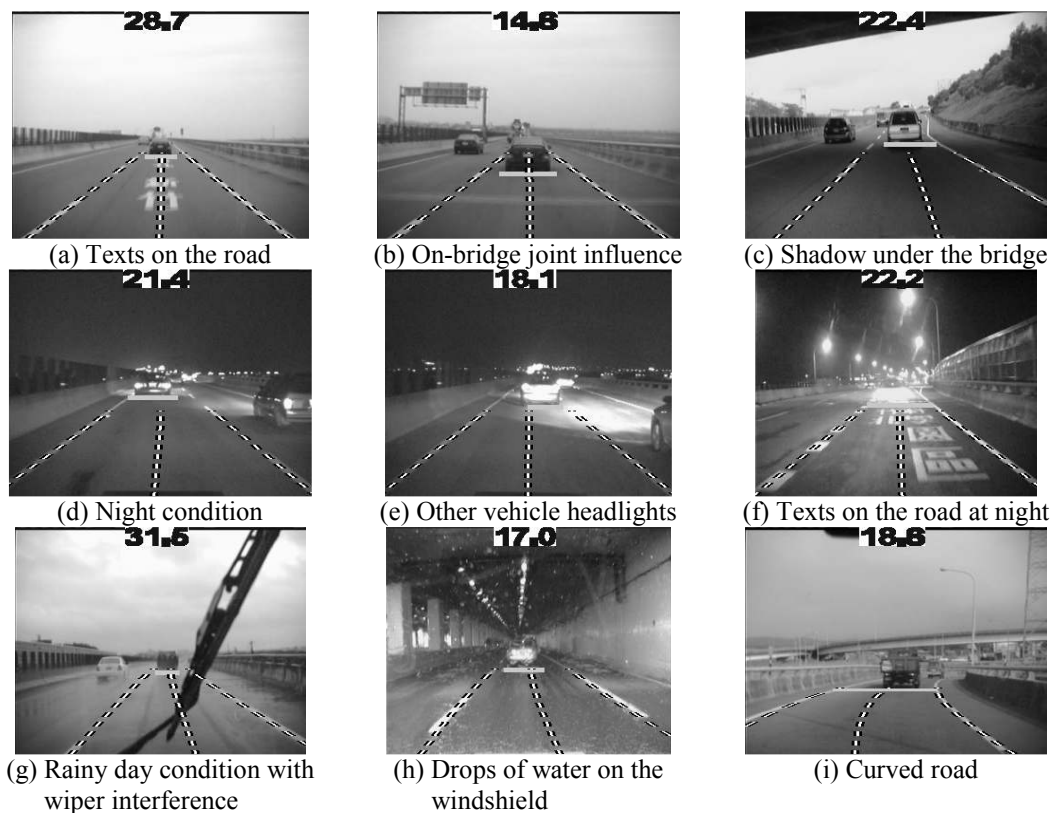 28.7
14.6
22.4
(a) Texts on the road
(b) On-bridge joint influence
(c) Shadow under the bridge
21.4
18.1
22.2
(d) Night condition
(e) Other vehicle headlights
(f) Texts on the road at night
31.5
17.0
18.6
(g) Rainy day condition with
wiper interference
(h) Drops of water on the
windshield
(i) Curved road